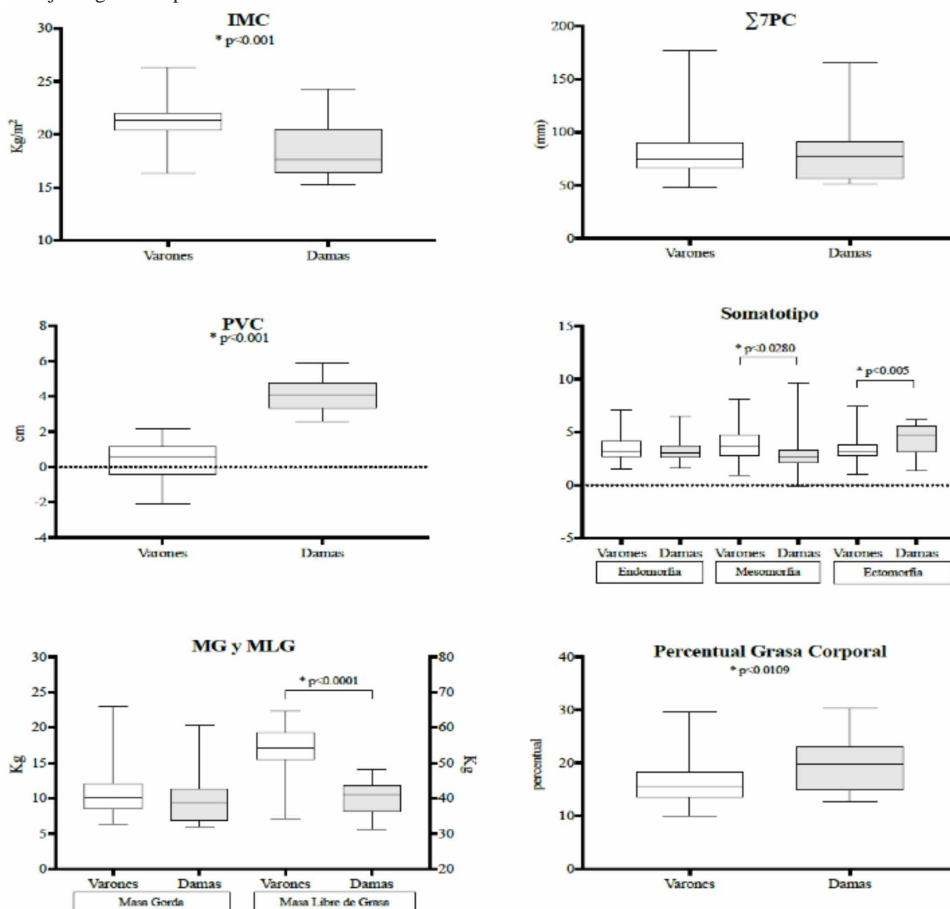 IMC
* p<0.001
Kg/m²
30
25
20
15
10
Varones Damas
∑7PC
(mm)
200
150
100
50
0
Varones Damas
PVC
* p<0.001
cm
8
6
4
2
0
-2
-4
Varones Damas
Somatotipo
* p<0.0280
* p<0.005
15
10
5
0
-5
Varones Damas Varones Damas Varones Damas
Endomorfia Mesomorfia Ectomorfia
MG y MLG
* p<0.0001
Kg
30
25
20
15
10
5
0
80
70
60
50
40
30
20
Kg
Varones Damas Varones Damas
Masa Gorda Masa Libre de Grasa
Percentual Grasa Corporal
* p<0.0109
percentual
40
30
20
10
0
Varones Damas